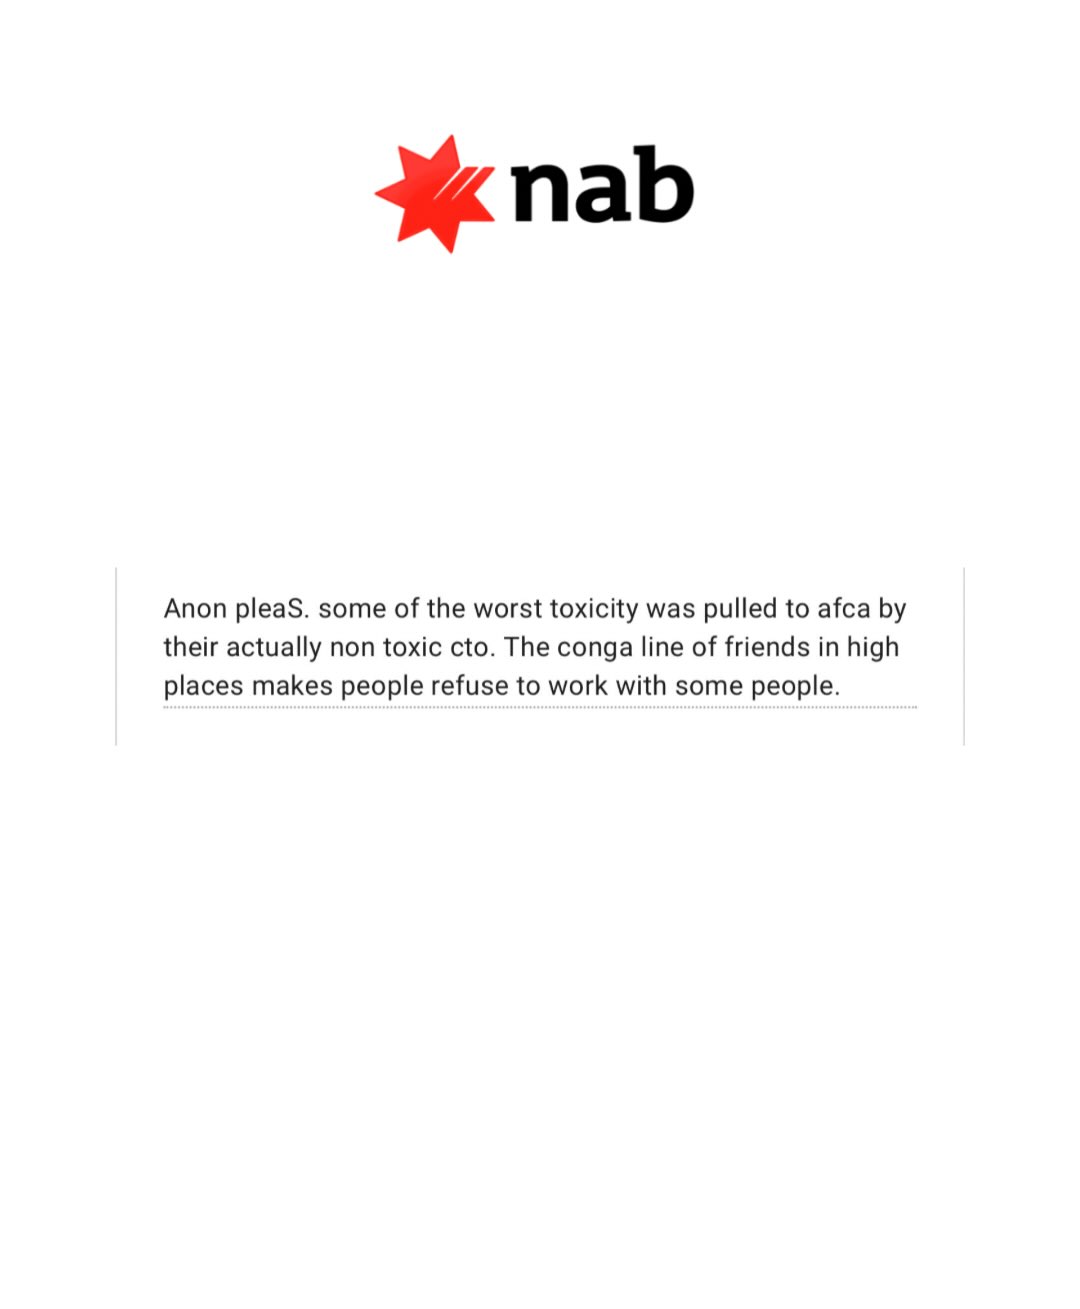 nab
Anon pleaS. some of the worst toxicity was pulled to afca by
their actually non toxic cto. The conga line of friends in high
places makes people refuse to work with some people.